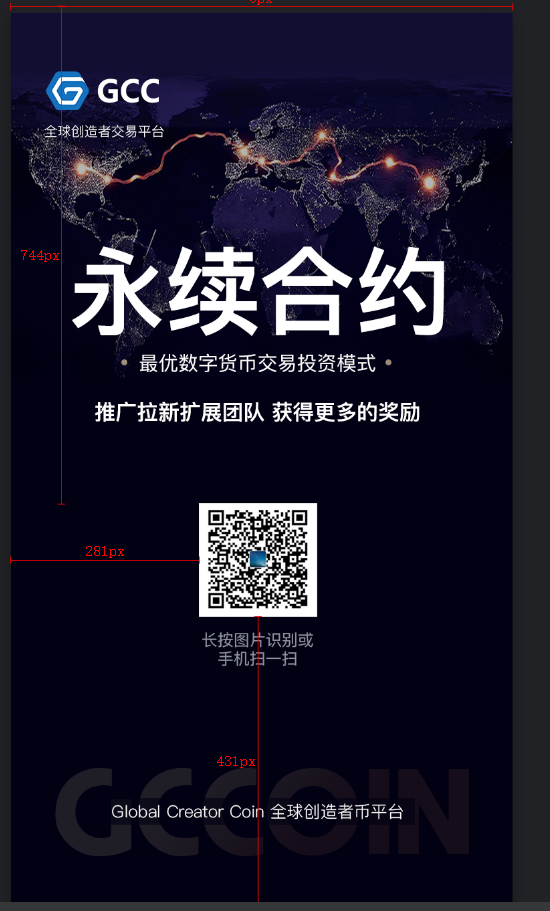 0px
GCC
全球创造者交易平台
744px
永续合约
最优数字货币交易投资模式
推广拉新扩展团队 获得更多的奖励
281px
长按图片识别或
手机扫一扫
431px
GCCOIN
Global Creator Coin 全球创造者币平台